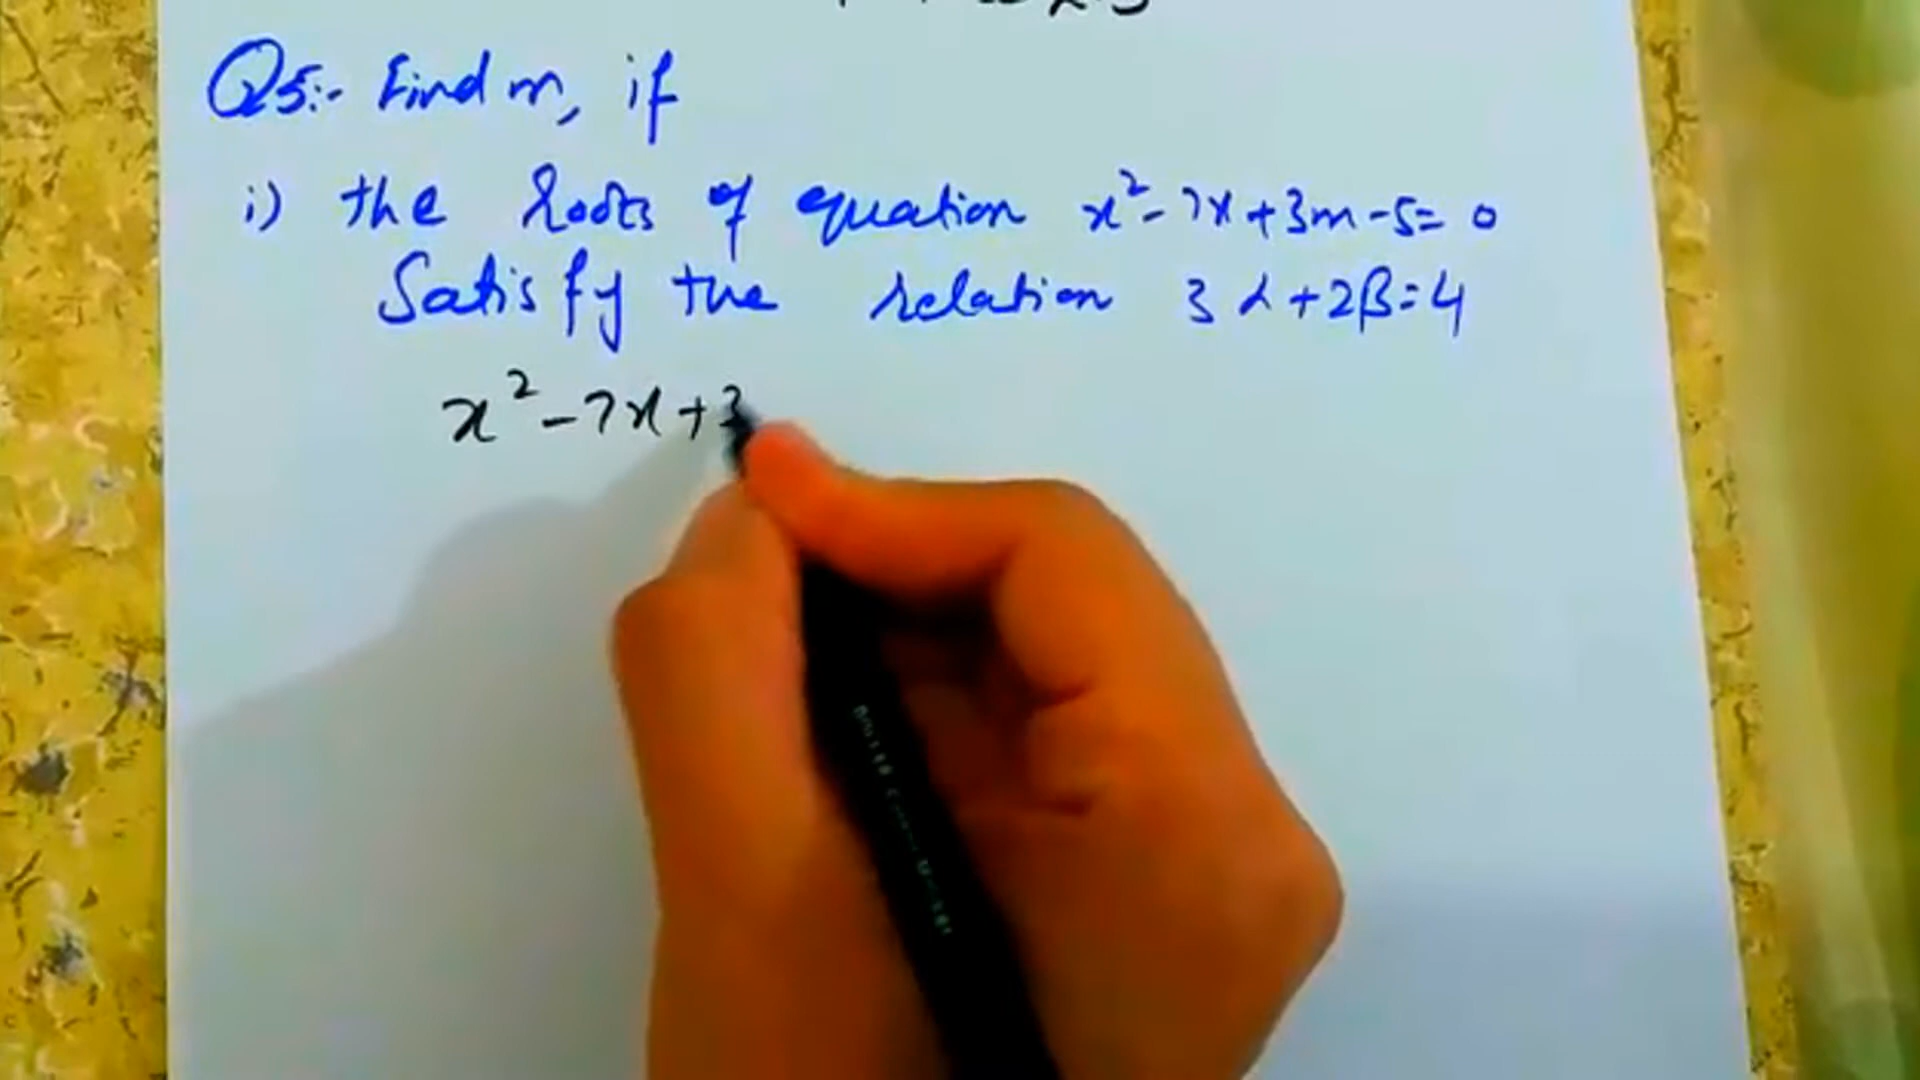 Q5:- Find m, if
i) the Roots of equation x²-7x+3m-5=0
Satisfy the relation 3α+2β=4
x²-7x+3